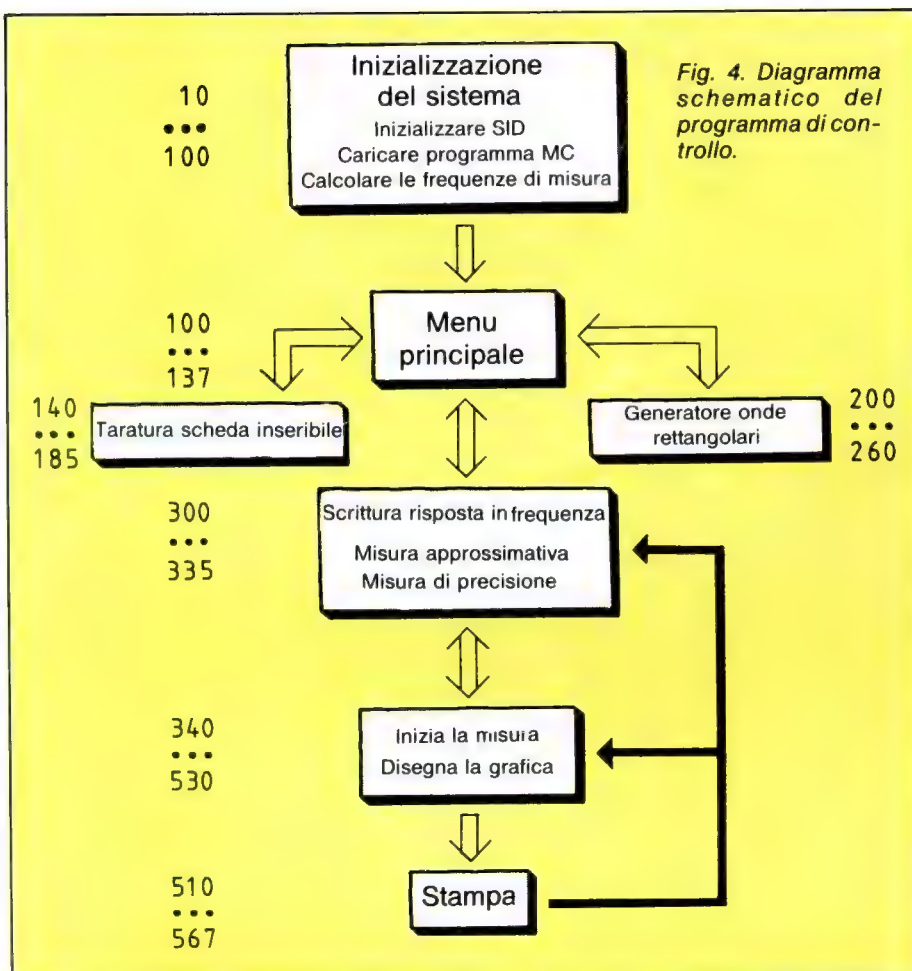 Fig. 4. Diagramma
schematico del
programma di con-
trollo.
10
•••
100
Inizializzazione
del sistema
Inizializzare SID
Caricare programma MC
Calcolare le frequenze di misura
100
•••
137
Menu
principale
140
•••
185
Taratura scheda inseribile
Generatore onde
rettangolari
200
•••
260
300
•••
335
Scrittura risposta in frequenza
Misura approssimativa
Misura di precisione
340
•••
530
Inizia la misura
Disegna la grafica
510
•••
567
Stampa